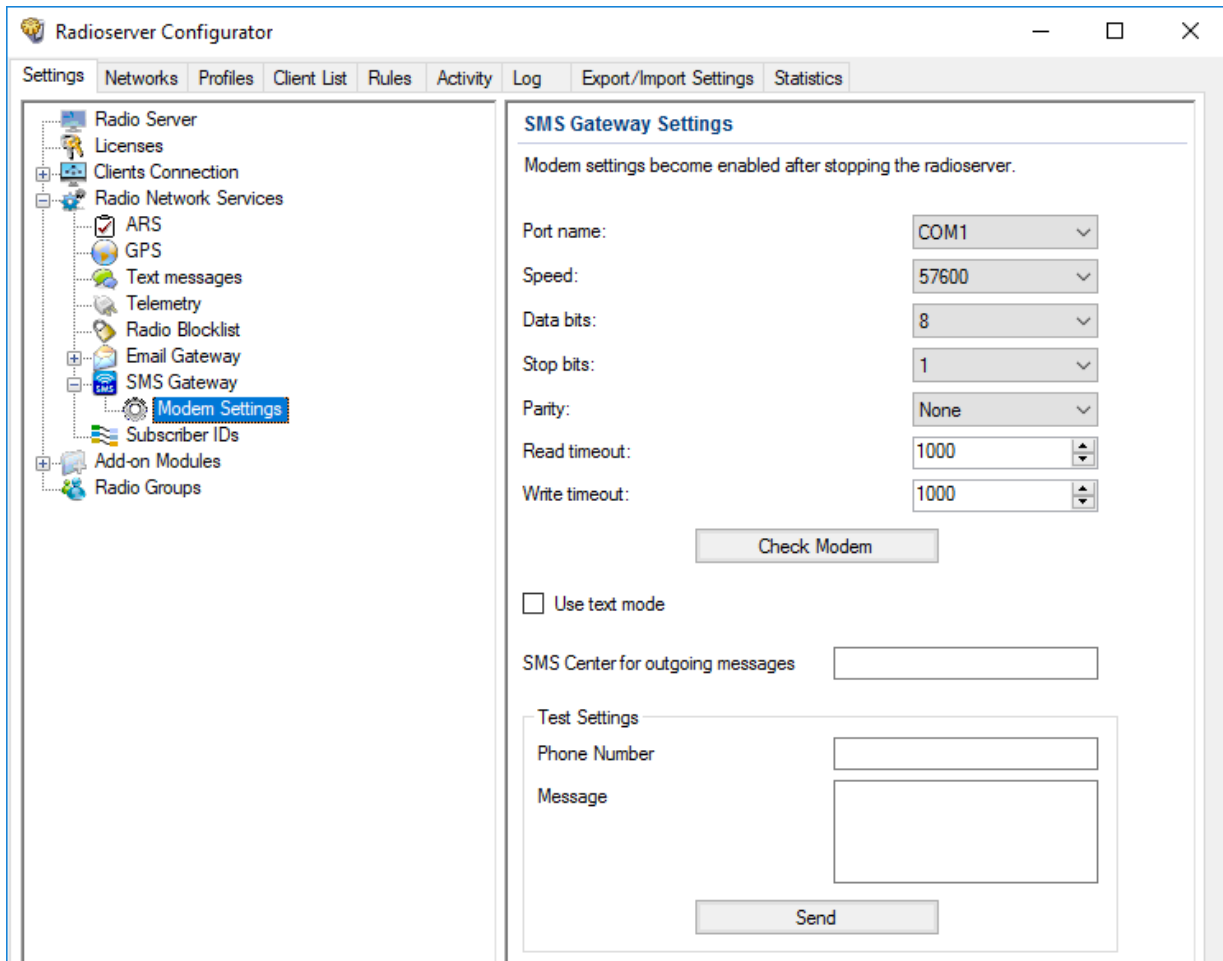 Radioserver Configurator
Settings Networks Profiles Client List Rules Activity Log Export/Import Settings Statistics
Radio Server
Licenses
Clients Connection
Radio Network Services
ARS
GPS
Text messages
Telemetry
Radio Blocklist
Email Gateway
SMS
SMS Gateway
Modem Settings
Subscriber IDs
Add-on Modules
Radio Groups
SMS Gateway Settings
Modem settings become enabled after stopping the radioserver.
Port name: COM1
Speed: 57600
Data bits: 8
Stop bits: 1
Parity: None
Read timeout: 1000
Write timeout: 1000
Check Modem
Use text mode
SMS Center for outgoing messages
Test Settings
Phone Number
Message
Send